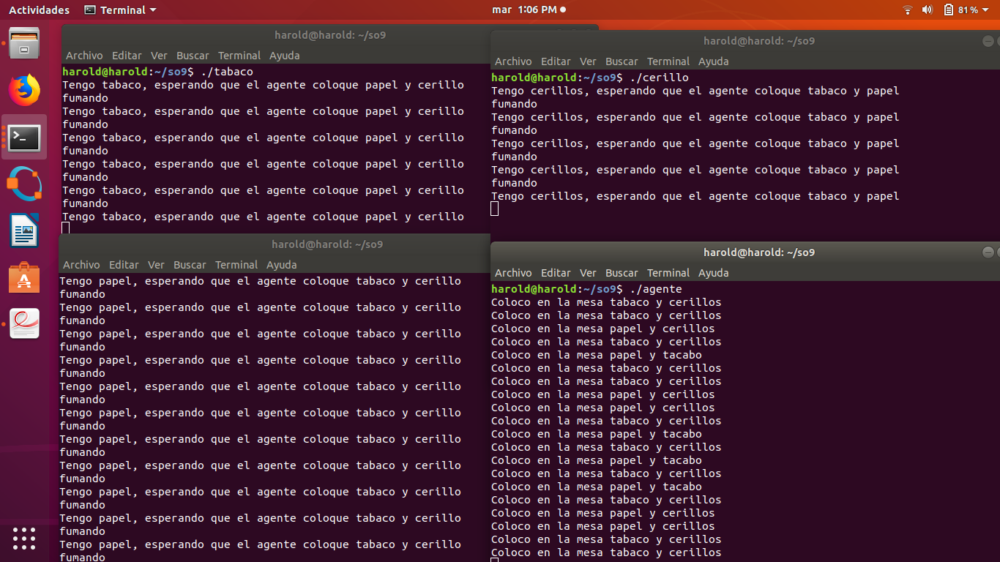 Actividades Terminal mar 1:06 PM 81 %
harold@harold: ~/so9
Archivo Editar Ver Buscar Terminal Ayuda
harold@harold:~/so9$ ./tabaco
Tengo tabaco, esperando que el agente coloque papel y cerillo
fumando
Tengo tabaco, esperando que el agente coloque papel y cerillo
fumando
Tengo tabaco, esperando que el agente coloque papel y cerillo
fumando
Tengo tabaco, esperando que el agente coloque papel y cerillo
fumando
Tengo tabaco, esperando que el agente coloque papel y cerillo
fumando
Tengo tabaco, esperando que el agente coloque papel y cerillo
harold@harold: ~/so9
Archivo Editar Ver Buscar Terminal Ayuda
harold@harold:~/so9$ ./cerillo
Tengo cerillos, esperando que el agente coloque tabaco y papel
fumando
Tengo cerillos, esperando que el agente coloque tabaco y papel
fumando
Tengo cerillos, esperando que el agente coloque tabaco y papel
fumando
Tengo cerillos, esperando que el agente coloque tabaco y papel
fumando
Tengo cerillos, esperando que el agente coloque tabaco y papel
harold@harold: ~/so9
Archivo Editar Ver Buscar Terminal Ayuda
Tengo papel, esperando que el agente coloque tabaco y cerillo
fumando
Tengo papel, esperando que el agente coloque tabaco y cerillo
fumando
Tengo papel, esperando que el agente coloque tabaco y cerillo
fumando
Tengo papel, esperando que el agente coloque tabaco y cerillo
fumando
Tengo papel, esperando que el agente coloque tabaco y cerillo
fumando
Tengo papel, esperando que el agente coloque tabaco y cerillo
fumando
Tengo papel, esperando que el agente coloque tabaco y cerillo
fumando
Tengo papel, esperando que el agente coloque tabaco y cerillo
fumando
Tengo papel, esperando que el agente coloque tabaco y cerillo
fumando
Tengo papel, esperando que el agente coloque tabaco y cerillo
fumando
Tengo papel, esperando que el agente coloque tabaco y cerillo
fumando
harold@harold: ~/so9
Archivo Editar Ver Buscar Terminal Ayuda
harold@harold:~/so9$ ./agente
Coloco en la mesa tabaco y cerillos
Coloco en la mesa tabaco y cerillos
Coloco en la mesa papel y cerillos
Coloco en la mesa tabaco y cerillos
Coloco en la mesa papel y tacabo
Coloco en la mesa tabaco y cerillos
Coloco en la mesa tabaco y cerillos
Coloco en la mesa papel y cerillos
Coloco en la mesa papel y cerillos
Coloco en la mesa tabaco y cerillos
Coloco en la mesa papel y tacabo
Coloco en la mesa tabaco y cerillos
Coloco en la mesa papel y tacabo
Coloco en la mesa tabaco y cerillos
Coloco en la mesa papel y tacabo
Coloco en la mesa tabaco y cerillos
Coloco en la mesa papel y cerillos
Coloco en la mesa papel y cerillos
Coloco en la mesa tabaco y cerillos
Coloco en la mesa tabaco y cerillos